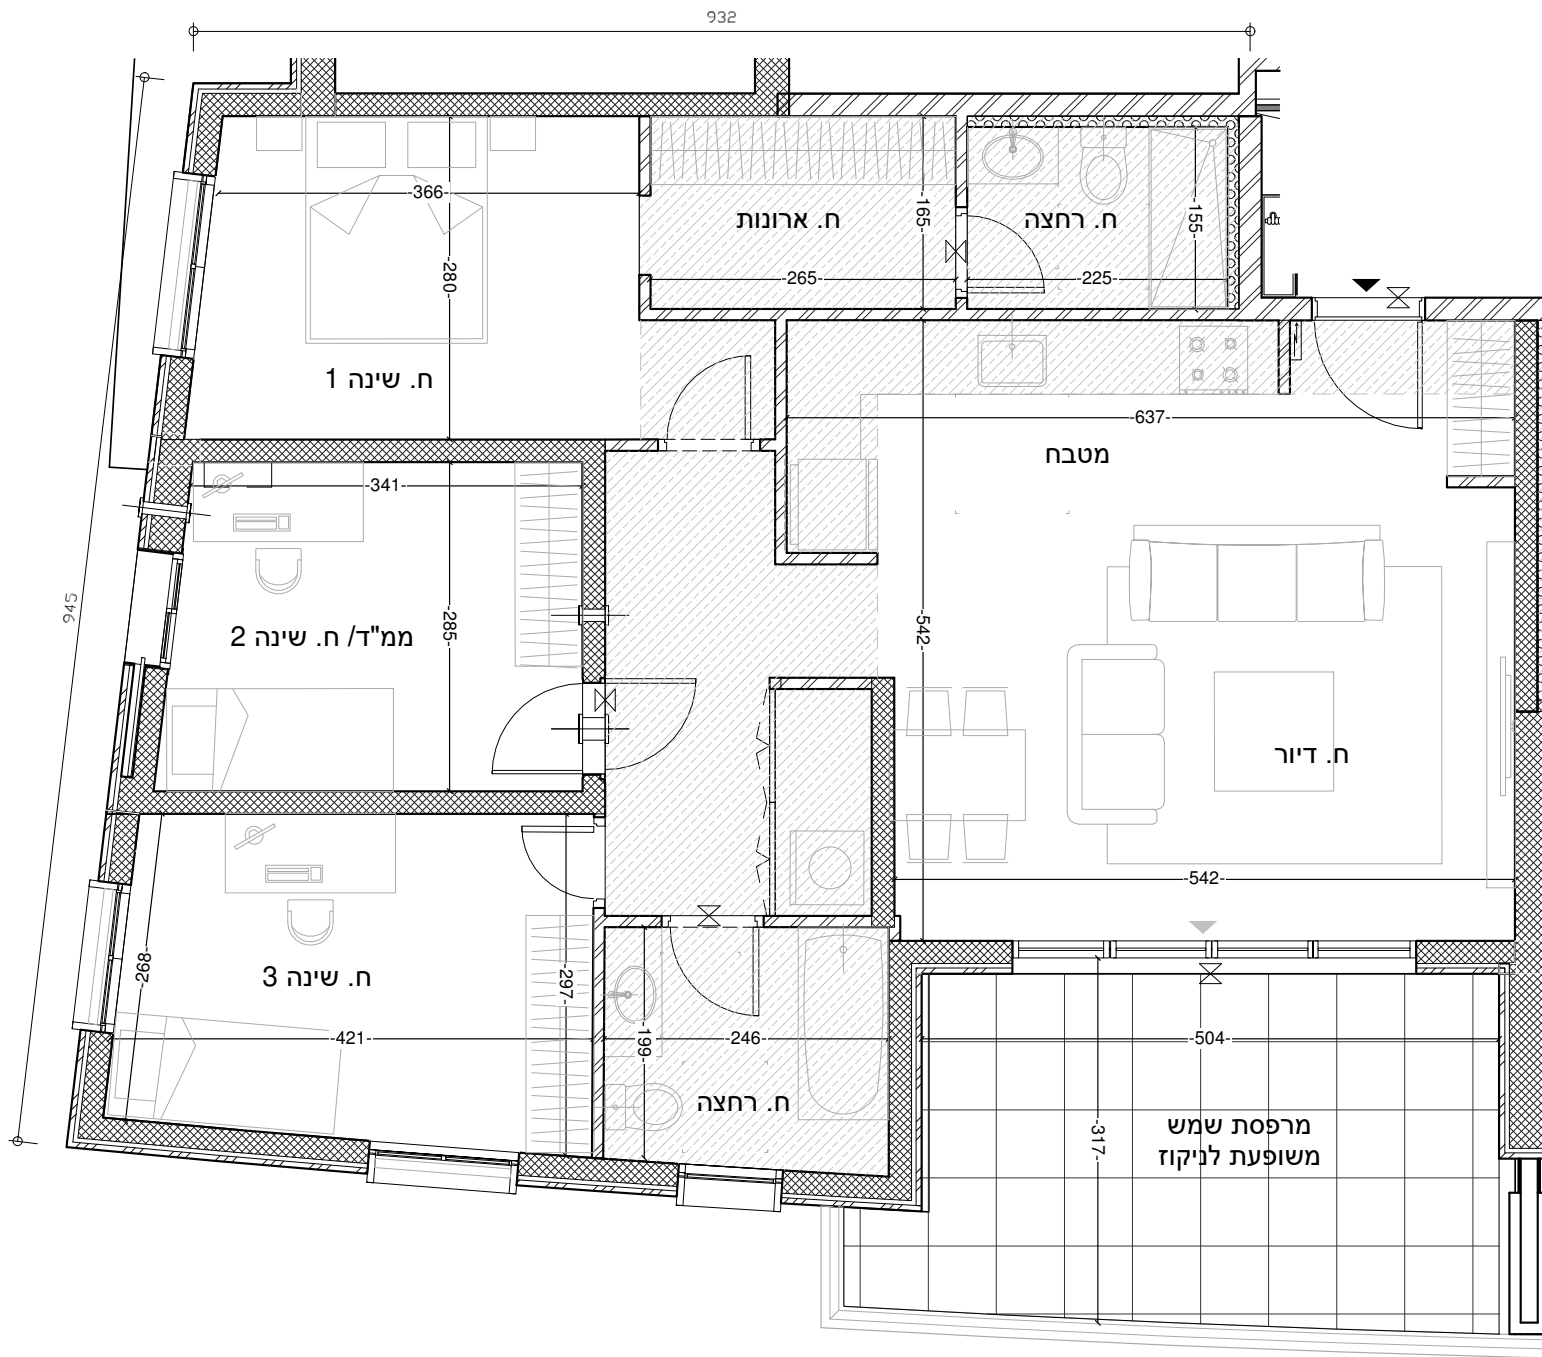 932
-366-
-280-
ח. ארונות
-165-
-265-
ח. רחצה
-155-
-225-
ח. שינה 1
-637-
מטבח
945
-341-
-285-
ממ"ד/ ח. שינה 2
-542-
ח. דיור
-542-
ח. שינה 3
-268-
-297-
-421-
-199-
-246-
ח. רחצה
-504-
-317-
מרפסת שמש
משופעת לניקוז